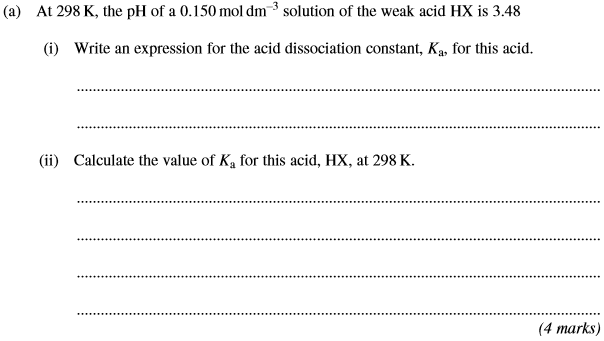 (a) At 298 K, the pH of a 0.150 mol dm⁻³ solution of the weak acid HX is 3.48
(i) Write an expression for the acid dissociation constant, Kₐ, for this acid.
(ii) Calculate the value of Kₐ for this acid, HX, at 298 K.
(4 marks)